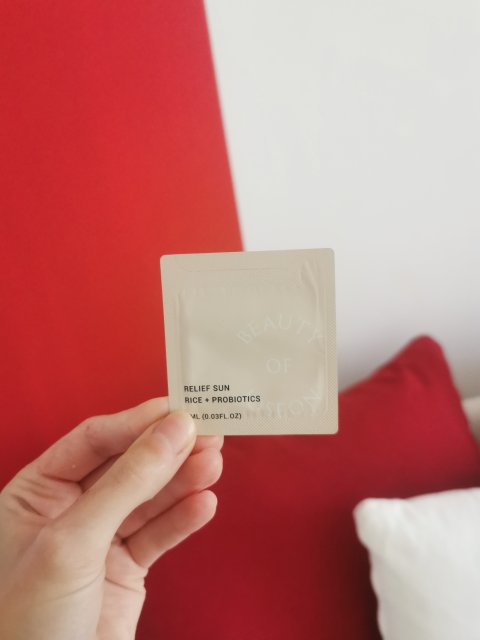 BEAUTY
OF
RELIEF SUN
RICE + PROBIOTICS
ML (0.03FL.OZ)